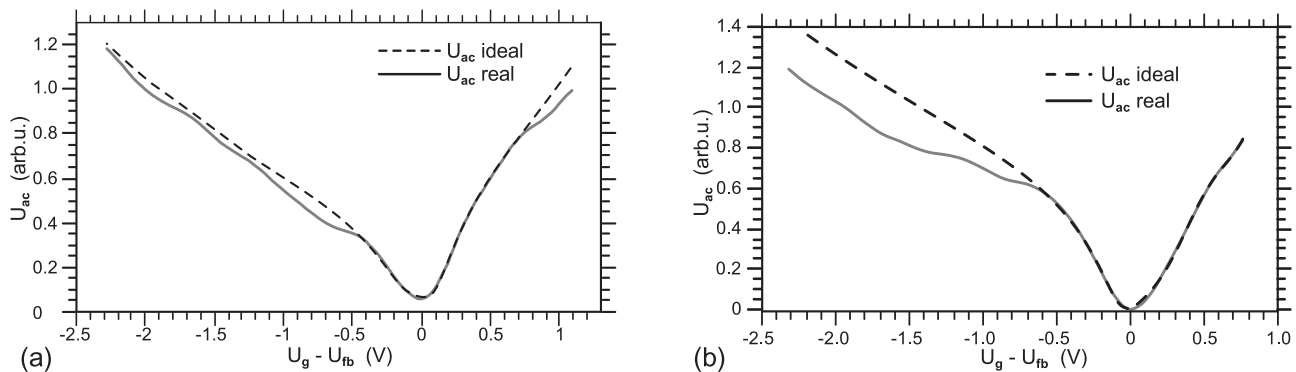 1.2
1.0
0.8
0.6
0.4
0.2
0
U_ac (arb.u.)
U_ac ideal
U_ac real
-2.5 -2 -1.5 -1 -0.5 0 0.5 1
U_g - U_fb (V)
(a)
1.4
1.2
1.0
0.8
0.6
0.4
0.2
0
U_ac (arb.u.)
U_ac ideal
U_ac real
-2.5 -2.0 -1.5 -1.0 -0.5 0 0.5 1.0
U_g - U_fb (V)
(b)